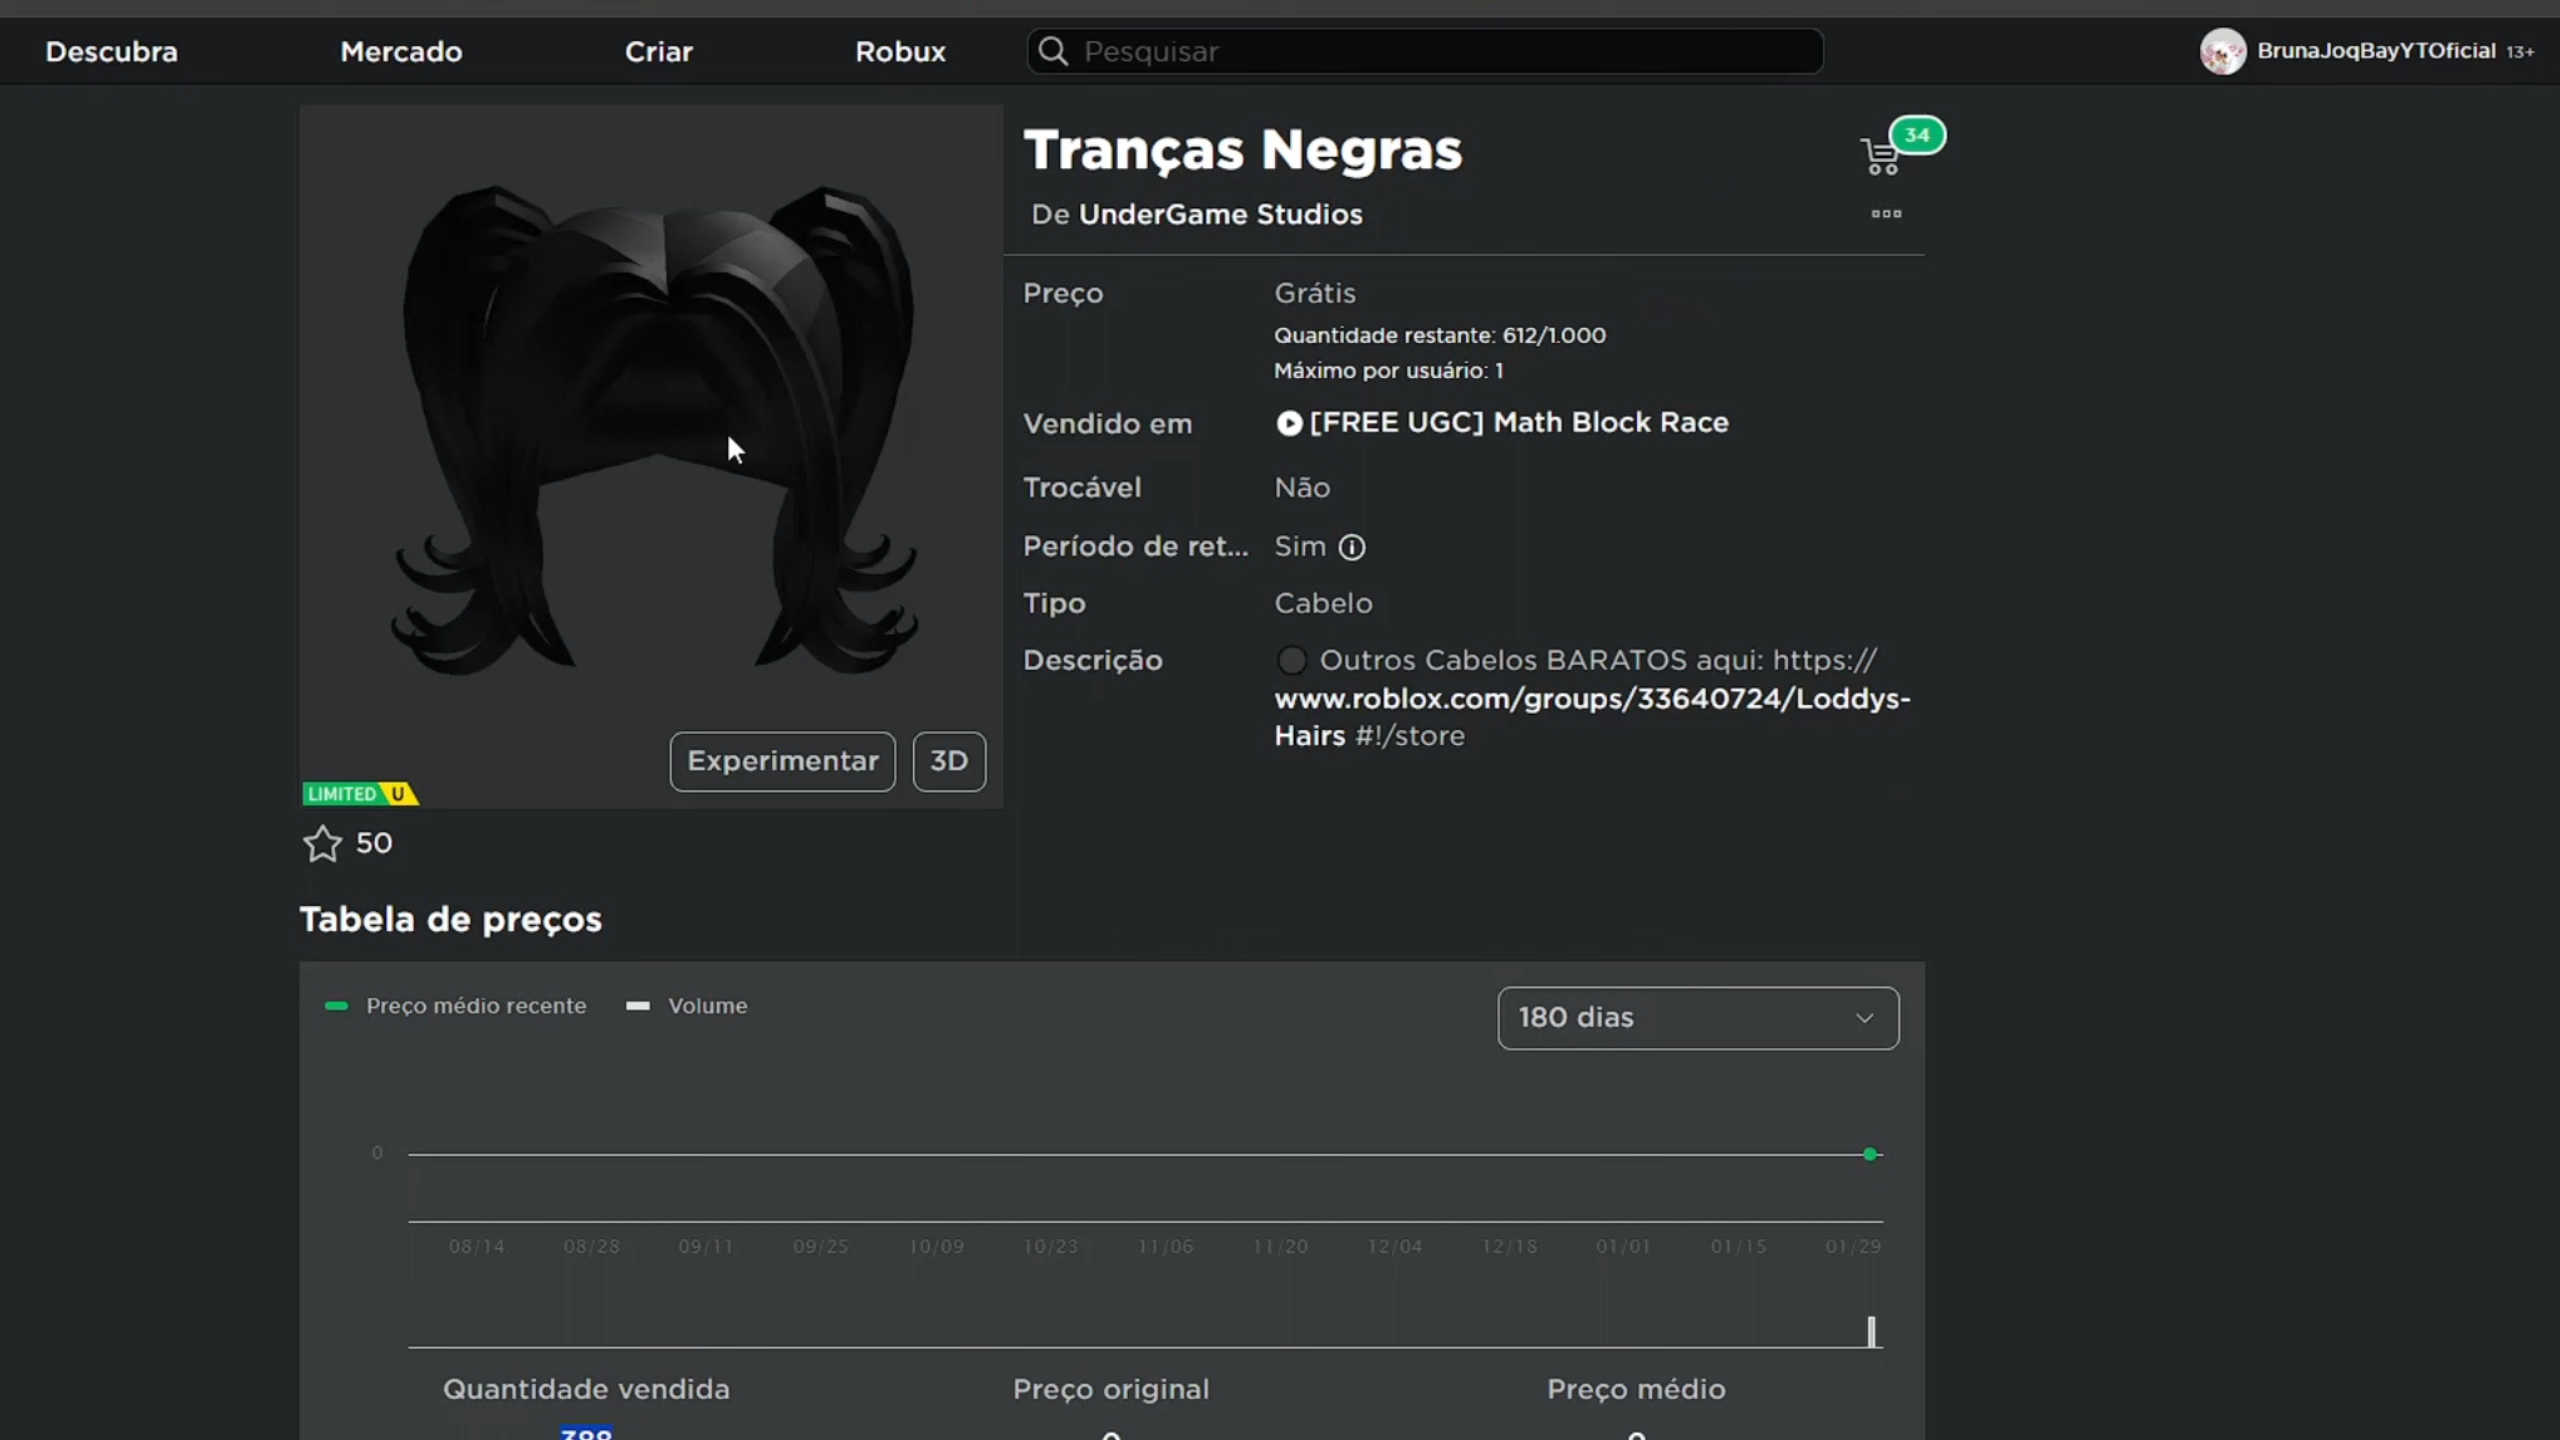 Descubra Mercado Criar Robux Pesquisar BrunaJoqBayYTOficial 13+
34
Tranças Negras
De UnderGame Studios
Preço Grátis
Quantidade restante: 612/1.000
Máximo por usuário: 1
Vendido em [FREE UGC] Math Block Race
Trocável Não
Período de ret... Sim
Tipo Cabelo
Descrição Outros Cabelos BARATOS aqui: https://
www.roblox.com/groups/33640724/Loddys-
Hairs #!/store
Experimentar 3D
LIMITED U
50
Tabela de preços
Preço médio recente Volume 180 dias
0
08/14 08/28 09/11 09/25 10/09 10/23 11/06 11/20 12/04 12/18 01/01 01/15 01/29
Quantidade vendida Preço original Preço médio
388 0 0